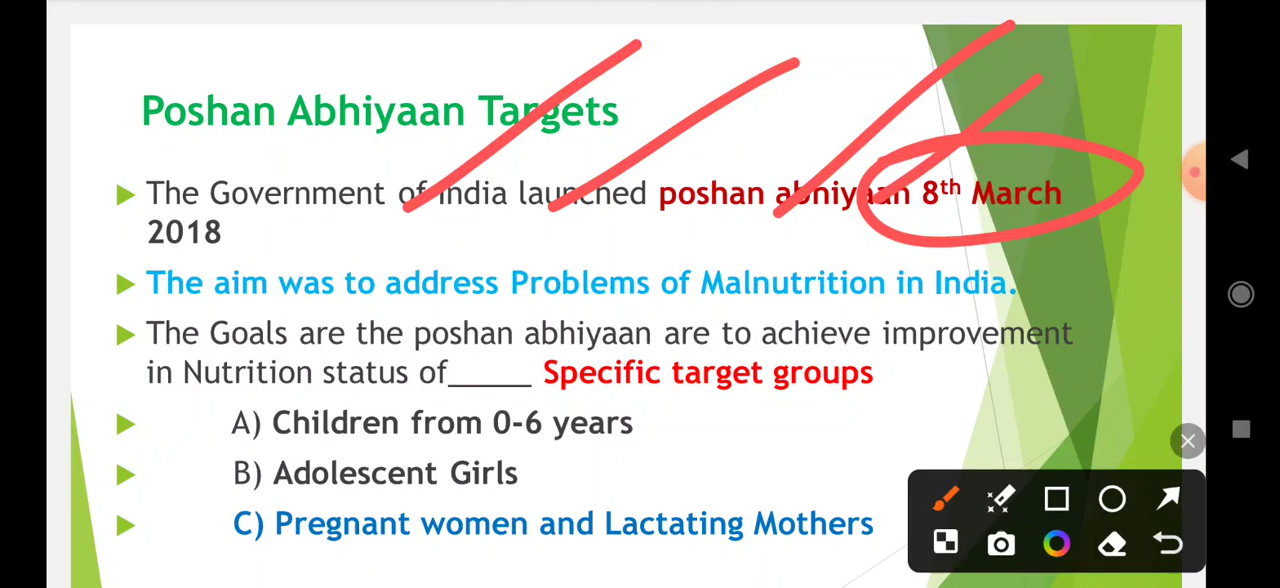 Poshan Abhiyaan Targets
The Government of India launched poshan abhiyaan 8th March
2018
The aim was to address Problems of Malnutrition in India.
The Goals are the poshan abhiyaan are to achieve improvement
in Nutrition status of_____ Specific target groups
A) Children from 0-6 years
B) Adolescent Girls
C) Pregnant women and Lactating Mothers